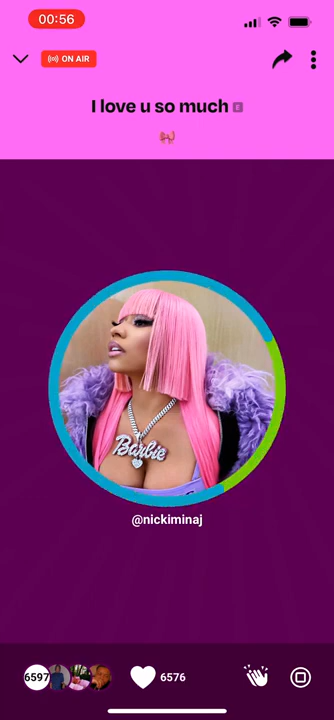 00:56
ON AIR
I love u so much E
Barbie
@nickiminaj
6597
6576